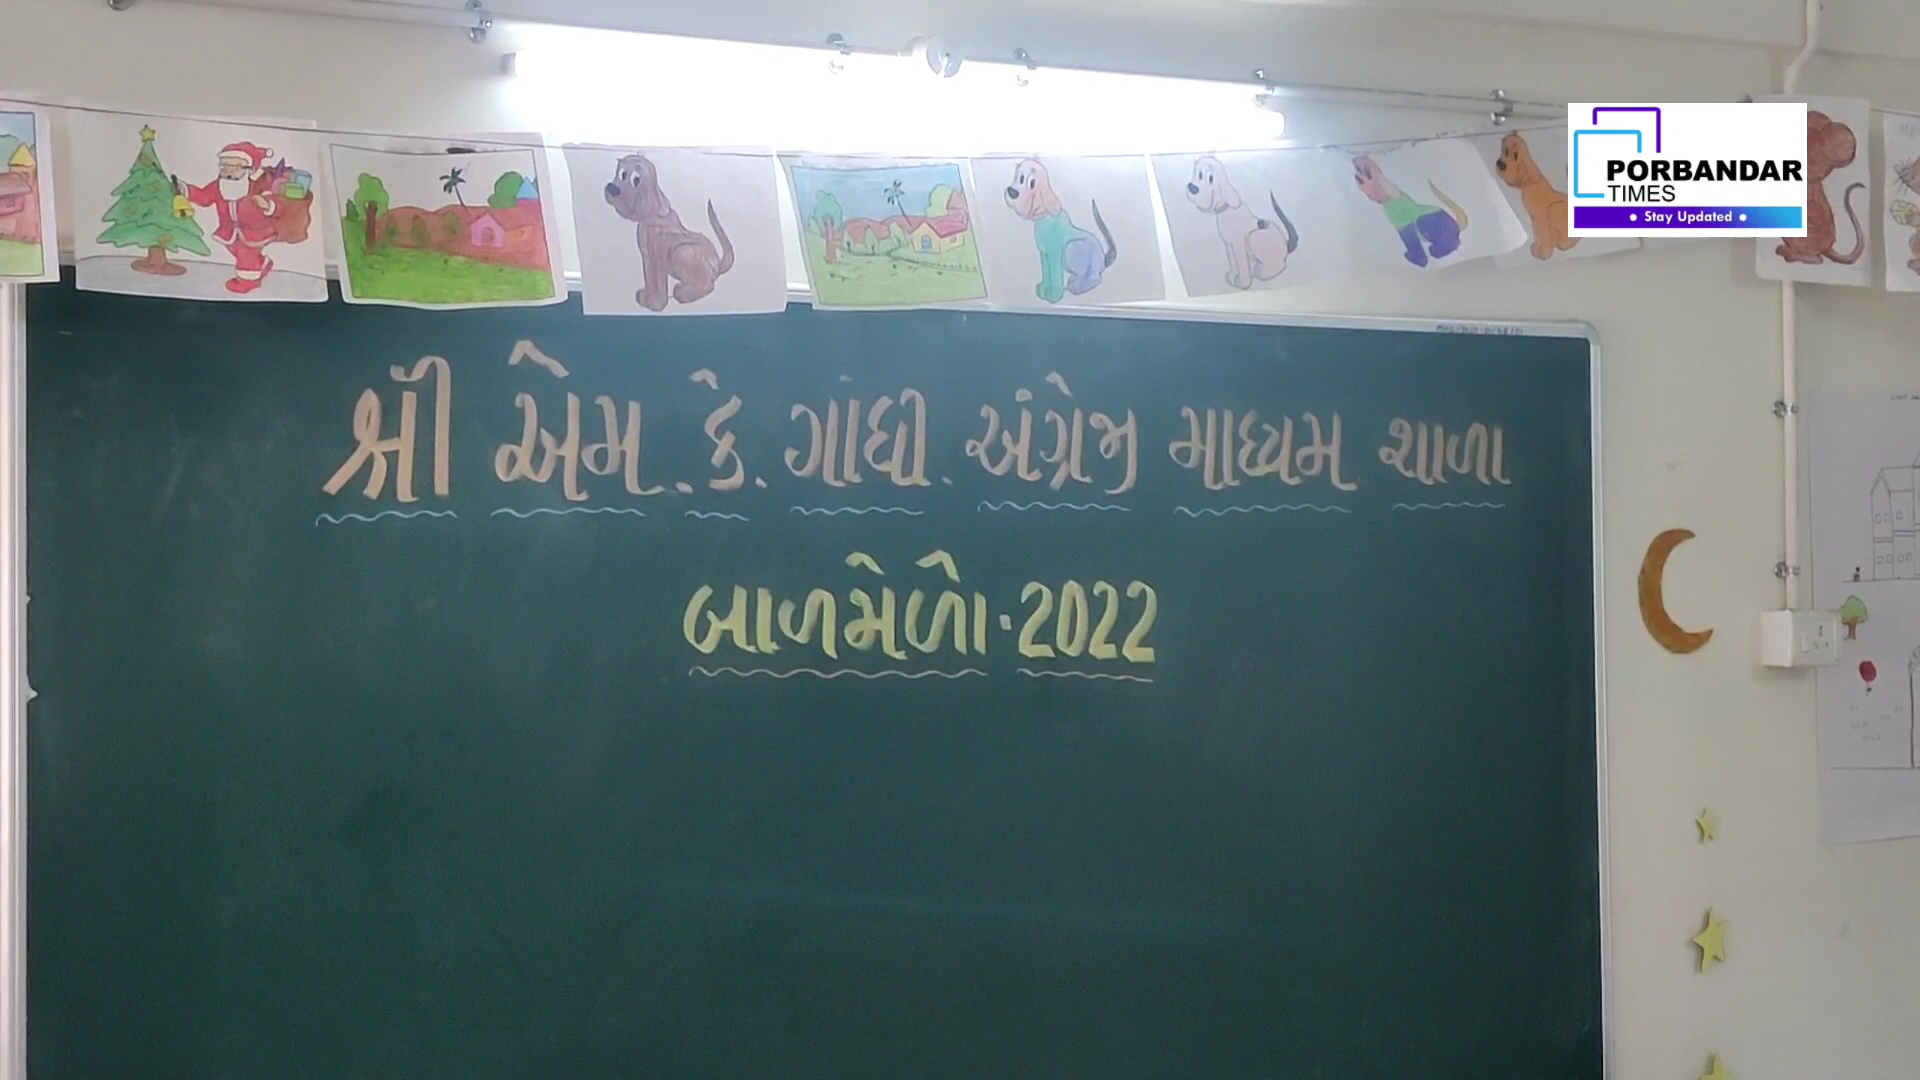 PORBANDAR
TIMES
• Stay Updated •
શ્રી એમ.કે. ગાંધી. અંગ્રેજી માધ્યમ શાળા
બાળમેળો·2022